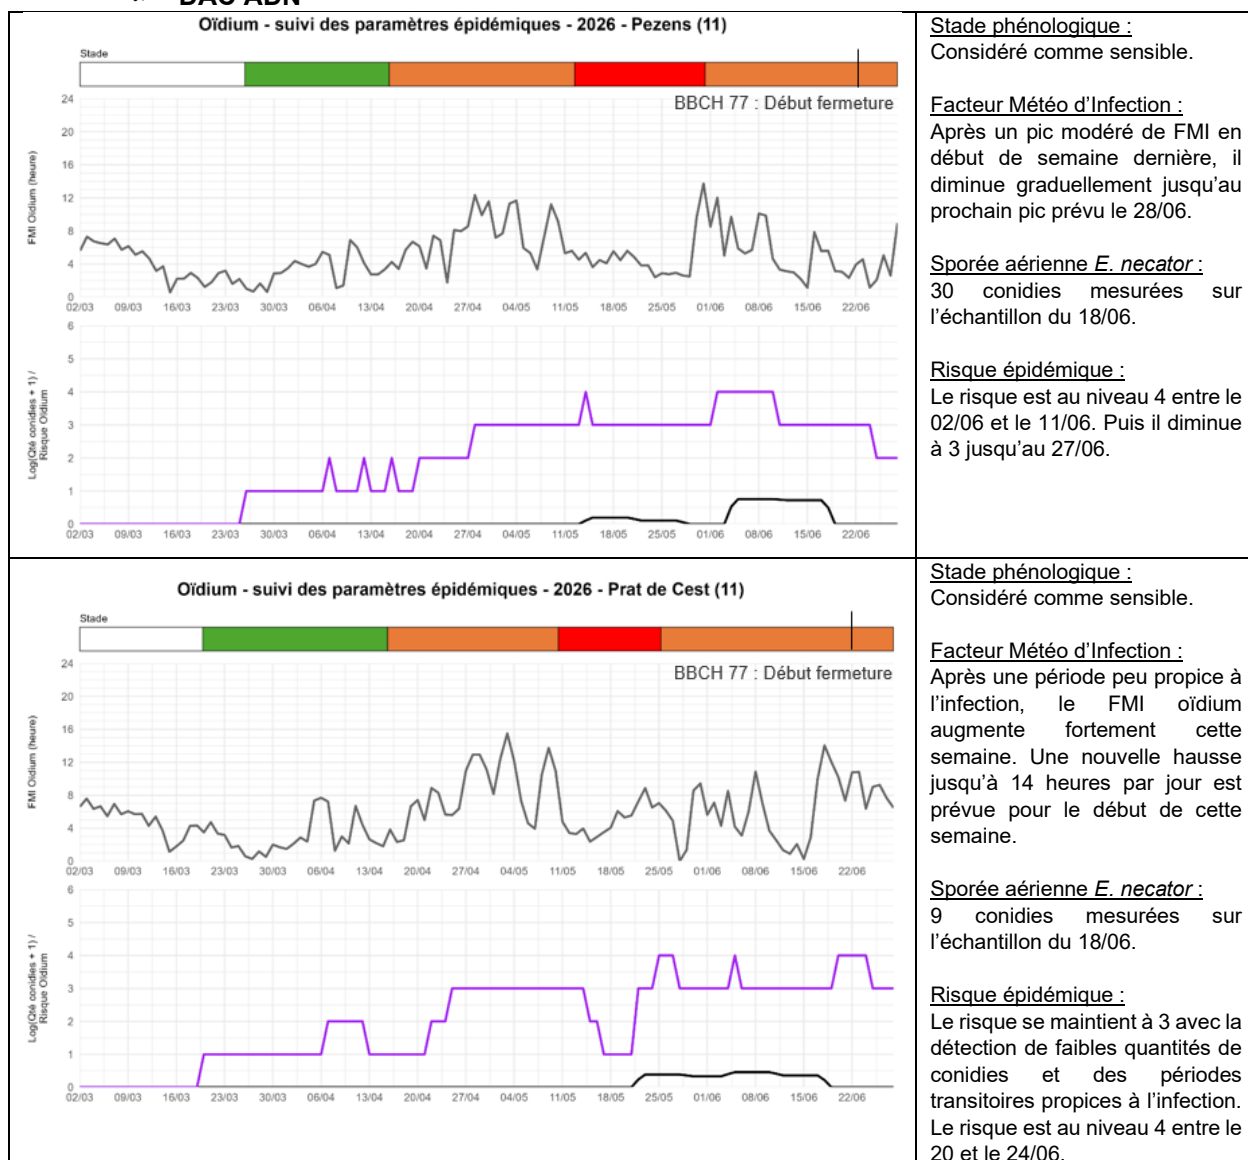 DAC ADN
Oïdium - suivi des paramètres épidémiques - 2026 - Pezens (11)
Stade
BBCH 77 : Début fermeture
24
20
16
12
8
4
0
FMI Oïdium (heure)
02/03 09/03 16/03 23/03 30/03 06/04 13/04 20/04 27/04 04/05 11/05 18/05 25/05 01/06 08/06 15/06 22/06
6
5
4
3
2
1
0
Log(Qté conidies + 1) /
Risque Oïdium
02/03 09/03 16/03 23/03 30/03 06/04 13/04 20/04 27/04 04/05 11/05 18/05 25/05 01/06 08/06 15/06 22/06
Stade phénologique :
Considéré comme sensible.
Facteur Météo d’Infection :
Après un pic modéré de FMI en
début de semaine dernière, il
diminue graduellement jusqu’au
prochain pic prévu le 28/06.
Sporée aérienne E. necator :
30 conidies mesurées sur
l’échantillon du 18/06.
Risque épidémique :
Le risque est au niveau 4 entre le
02/06 et le 11/06. Puis il diminue
à 3 jusqu’au 27/06.
Oïdium - suivi des paramètres épidémiques - 2026 - Prat de Cest (11)
Stade
BBCH 77 : Début fermeture
24
20
16
12
8
4
0
FMI Oïdium (heure)
02/03 09/03 16/03 23/03 30/03 06/04 13/04 20/04 27/04 04/05 11/05 18/05 25/05 01/06 08/06 15/06 22/06
6
5
4
3
2
1
0
Log(Qté conidies + 1) /
Risque Oïdium
02/03 09/03 16/03 23/03 30/03 06/04 13/04 20/04 27/04 04/05 11/05 18/05 25/05 01/06 08/06 15/06 22/06
Stade phénologique :
Considéré comme sensible.
Facteur Météo d’Infection :
Après une période peu propice à
l’infection, le FMI oïdium
augmente fortement cette
semaine. Une nouvelle hausse
jusqu’à 14 heures par jour est
prévue pour le début de cette
semaine.
Sporée aérienne E. necator :
9 conidies mesurées sur
l’échantillon du 18/06.
Risque épidémique :
Le risque se maintient à 3 avec la
détection de faibles quantités de
conidies et des périodes
transitoires propices à l’infection.
Le risque est au niveau 4 entre le
20 et le 24/06.